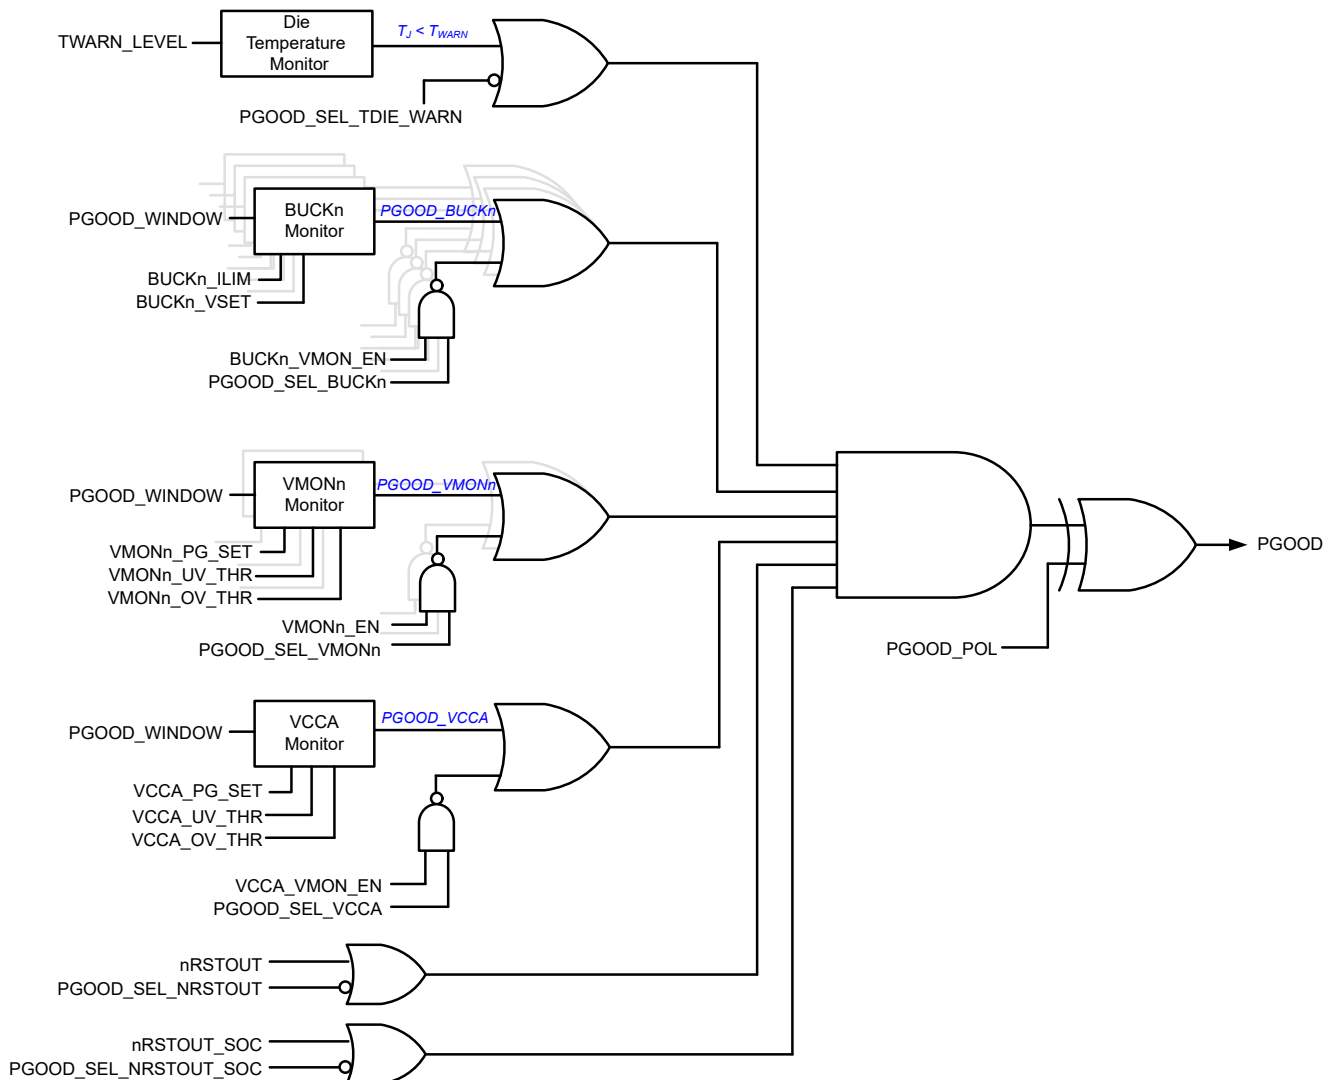 TWARN_LEVEL
Die
Temperature
Monitor
TJ < TWARN
PGOOD_SEL_TDIE_WARN
PGOOD_WINDOW
BUCKn
Monitor
PGOOD_BUCKn
BUCKn_ILIM
BUCKn_VSET
BUCKn_VMON_EN
PGOOD_SEL_BUCKn
PGOOD_WINDOW
VMONn
Monitor
PGOOD_VMONn
VMONn_PG_SET
VMONn_UV_THR
VMONn_OV_THR
VMONn_EN
PGOOD_SEL_VMONn
PGOOD
PGOOD_POL
PGOOD_WINDOW
VCCA
Monitor
PGOOD_VCCA
VCCA_PG_SET
VCCA_UV_THR
VCCA_OV_THR
VCCA_VMON_EN
PGOOD_SEL_VCCA
nRSTOUT
PGOOD_SEL_NRSTOUT
nRSTOUT_SOC
PGOOD_SEL_NRSTOUT_SOC